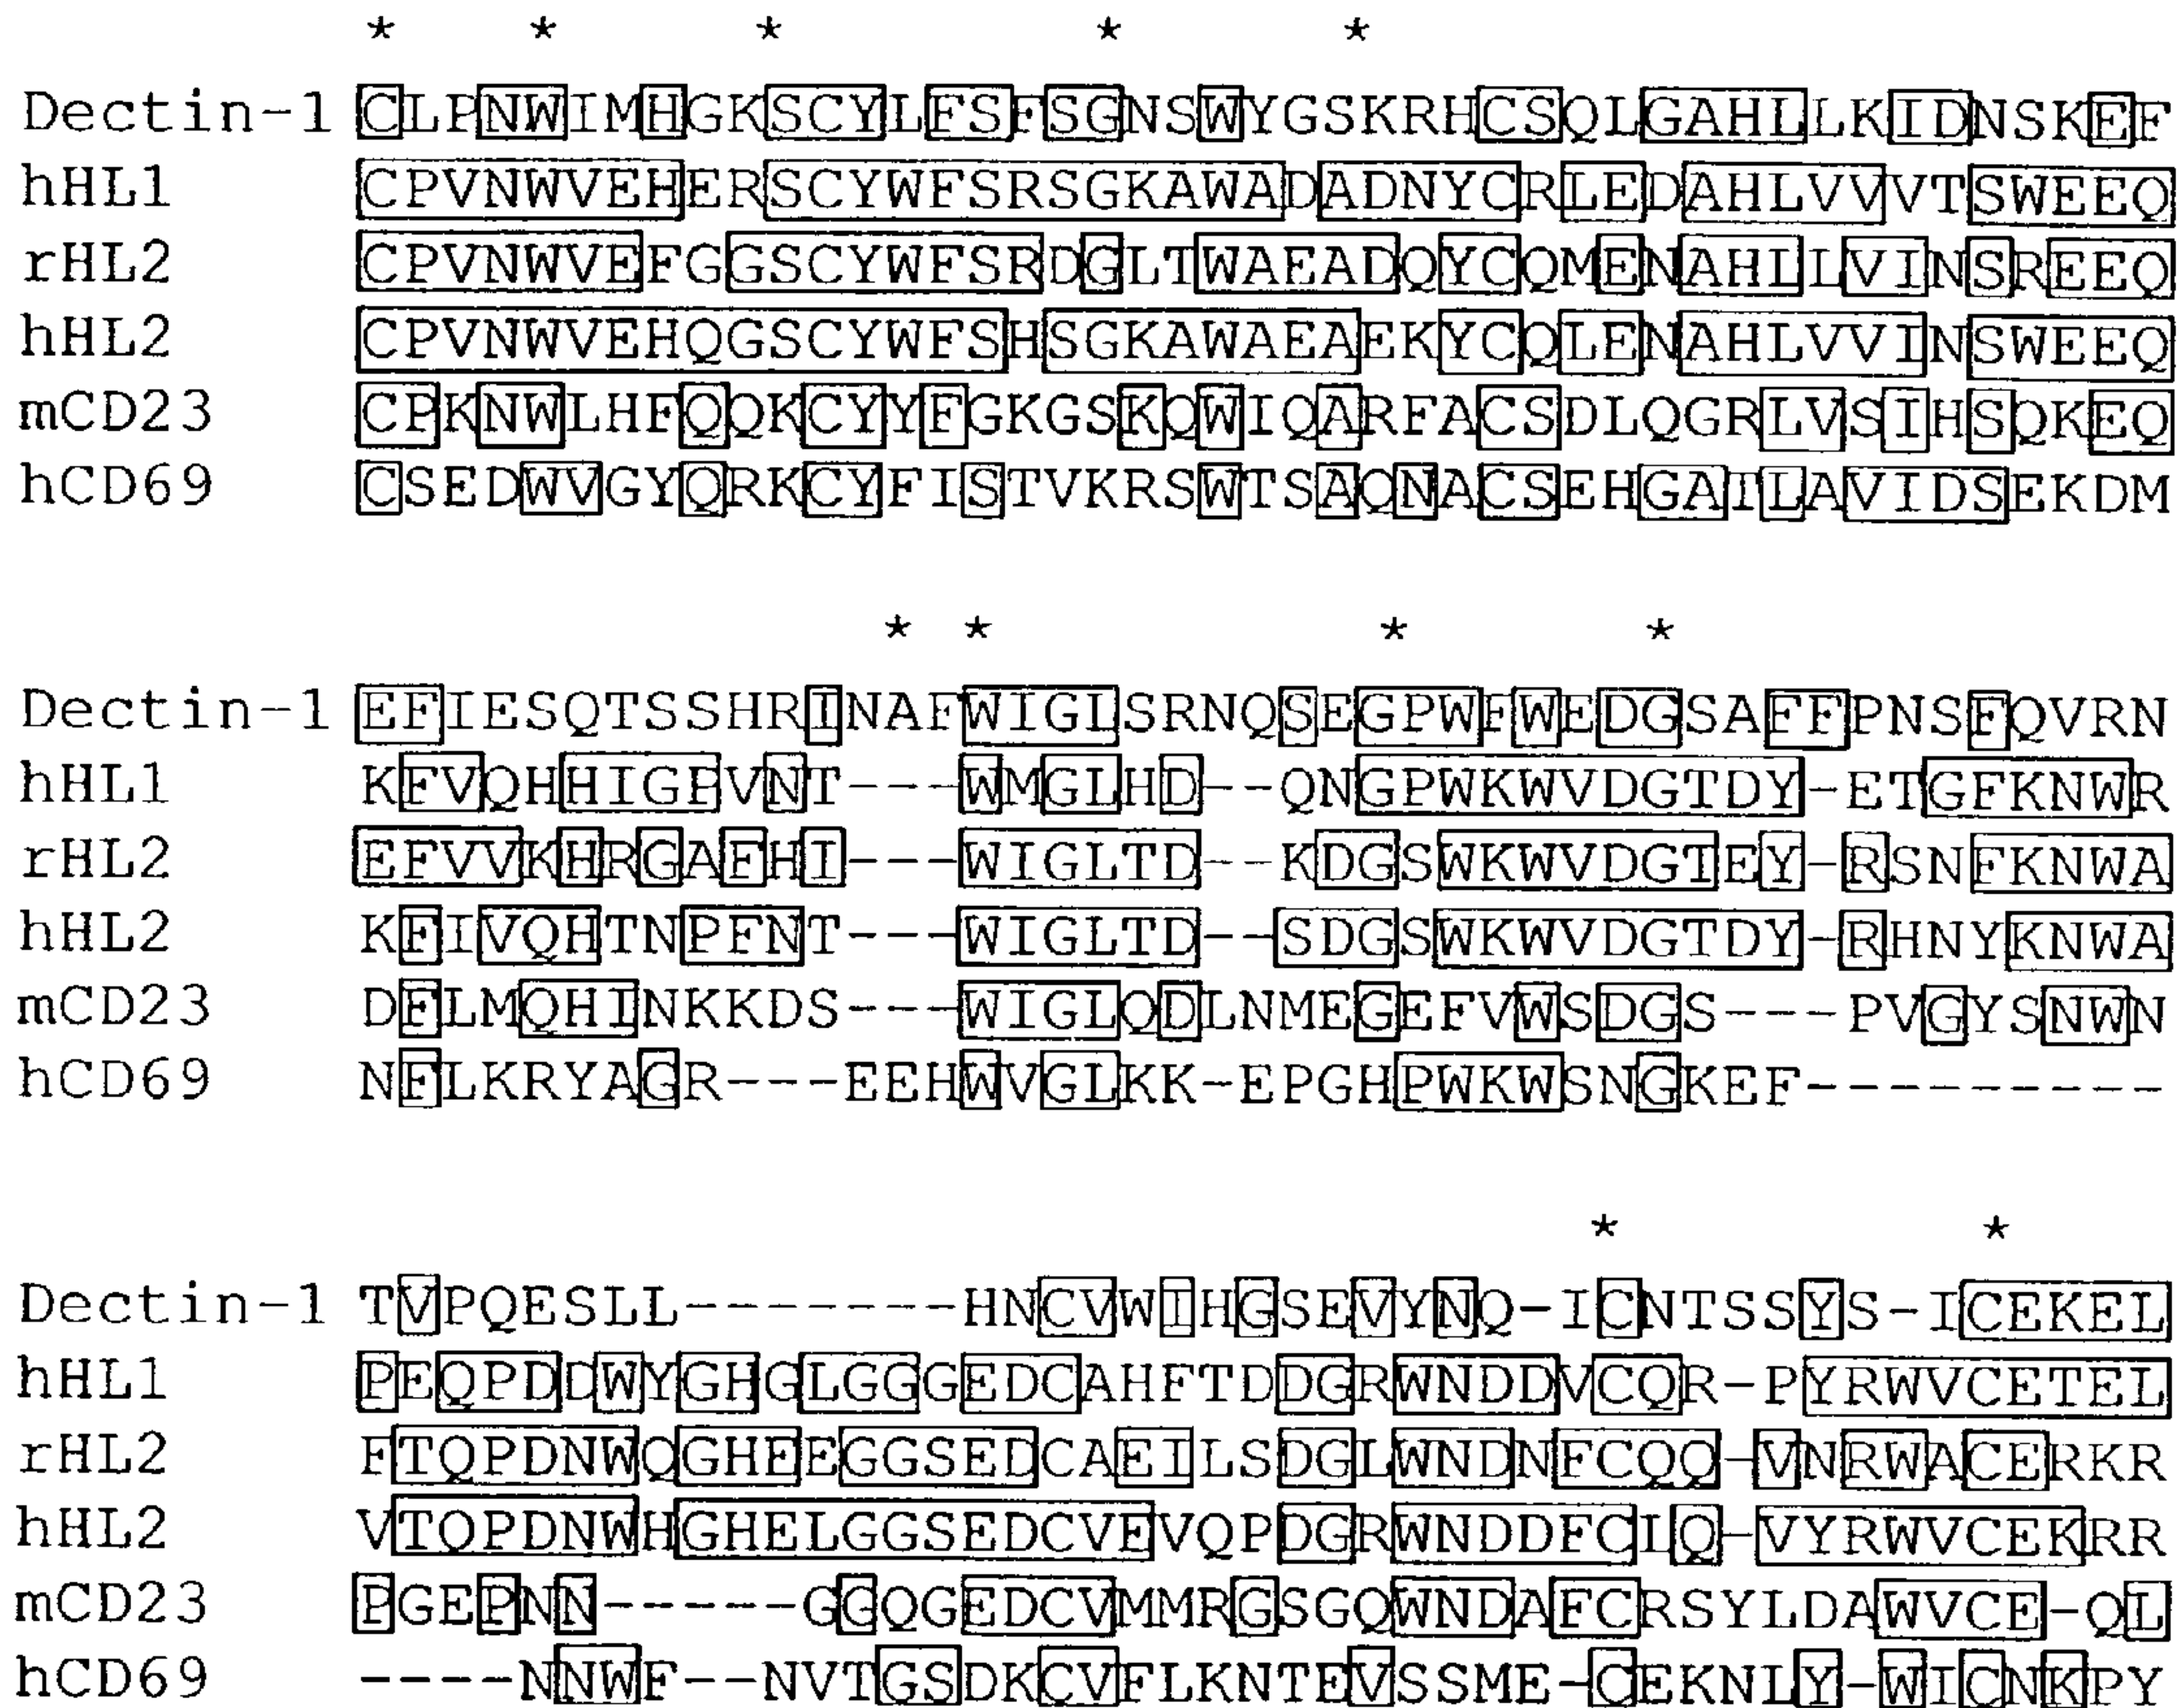 * * * * *
Dectin-1 CLPNWIMHGKSCYLFSFSGNSWYGSKRHCSQLGAHLLKIDNSKEF
hHL1 CPVNWVEHERSCYWFSRSGKAWADADNYCRLEDAHLVVVTSWEEQ
rHL2 CPVNWVEFGGSCYWFSRDGLTWAEADQYCQMENAHLLVINSREEQ
hHL2 CPVNWVEHQGSCYWFSHSGKAWAEAEKYCQLENAHLVVINSWEEQ
mCD23 CPKNWLHFQQKCYYFGKGSKQWIQARFACSDLQGRLVSIHSQKEQ
hCD69 CSEDWVGYQRKCYFISTVKRSWTSAQNACSEHGATLAVIDSEKDM
* * * *
Dectin-1 EFIESQTSSHRINAFWIGLSRNQSEGPWFWEDGSAFFPNSFQVRN
hHL1 KFVQHHIGPVNT---WMGLHD--QNGPWKWVDGTDY-ETGFKNWR
rHL2 EFVVKHRGAFHI---WIGLTD--KDGSWKWVDGTEY-RSNFKNWA
hHL2 KFIVQHTNPFNT---WIGLTD--SDGSWKWVDGTDY-RHNYKNWA
mCD23 DFLMQHINKKDS---WIGLQDLNMEGEFVWSDGS---PVGYSNWN
hCD69 NFLKRYAGR---EEHWVGLKK-EPGHPWKWSNGKEF---------
* *
Dectin-1 TVPQESLL-------HNCVWIHGSEVYNQ-ICNTSSYS-ICEKEL
hHL1 PEQPDDWYGHGLGGGEDCAHFTDDGRWNDDVCQR-PYRWVCETEL
rHL2 FTQPDNWQGHEEGGSEDCAEILSDGLWNDNFCQQ-VNRWACERKR
hHL2 VTQPDNWHGHELGGSEDCVEVQPDGRWNDDFCLQ-VYRWVCEKRR
mCD23 PGEPNN-----GGQGEDCVMMRGSGQWNDAFCRSYLDAWVCE-QL
hCD69 ----NNWF--NVTGSDKCVFLKNTEVSSME-CEKNLY-WICNKPY